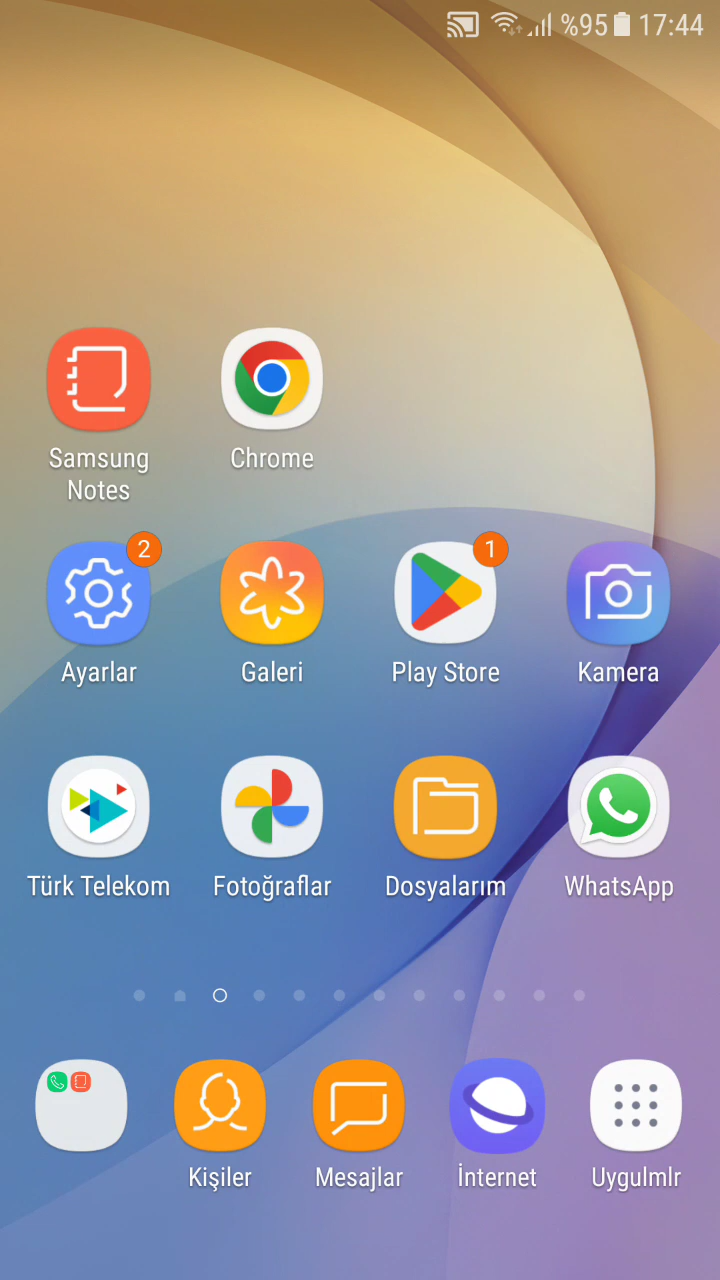 %95 17:44
Samsung
Notes
Chrome
2
1
Ayarlar
Galeri
Play Store
Kamera
Türk Telekom
Fotoğraflar
Dosyalarım
WhatsApp
Kişiler
Mesajlar
İnternet
Uygulmlr